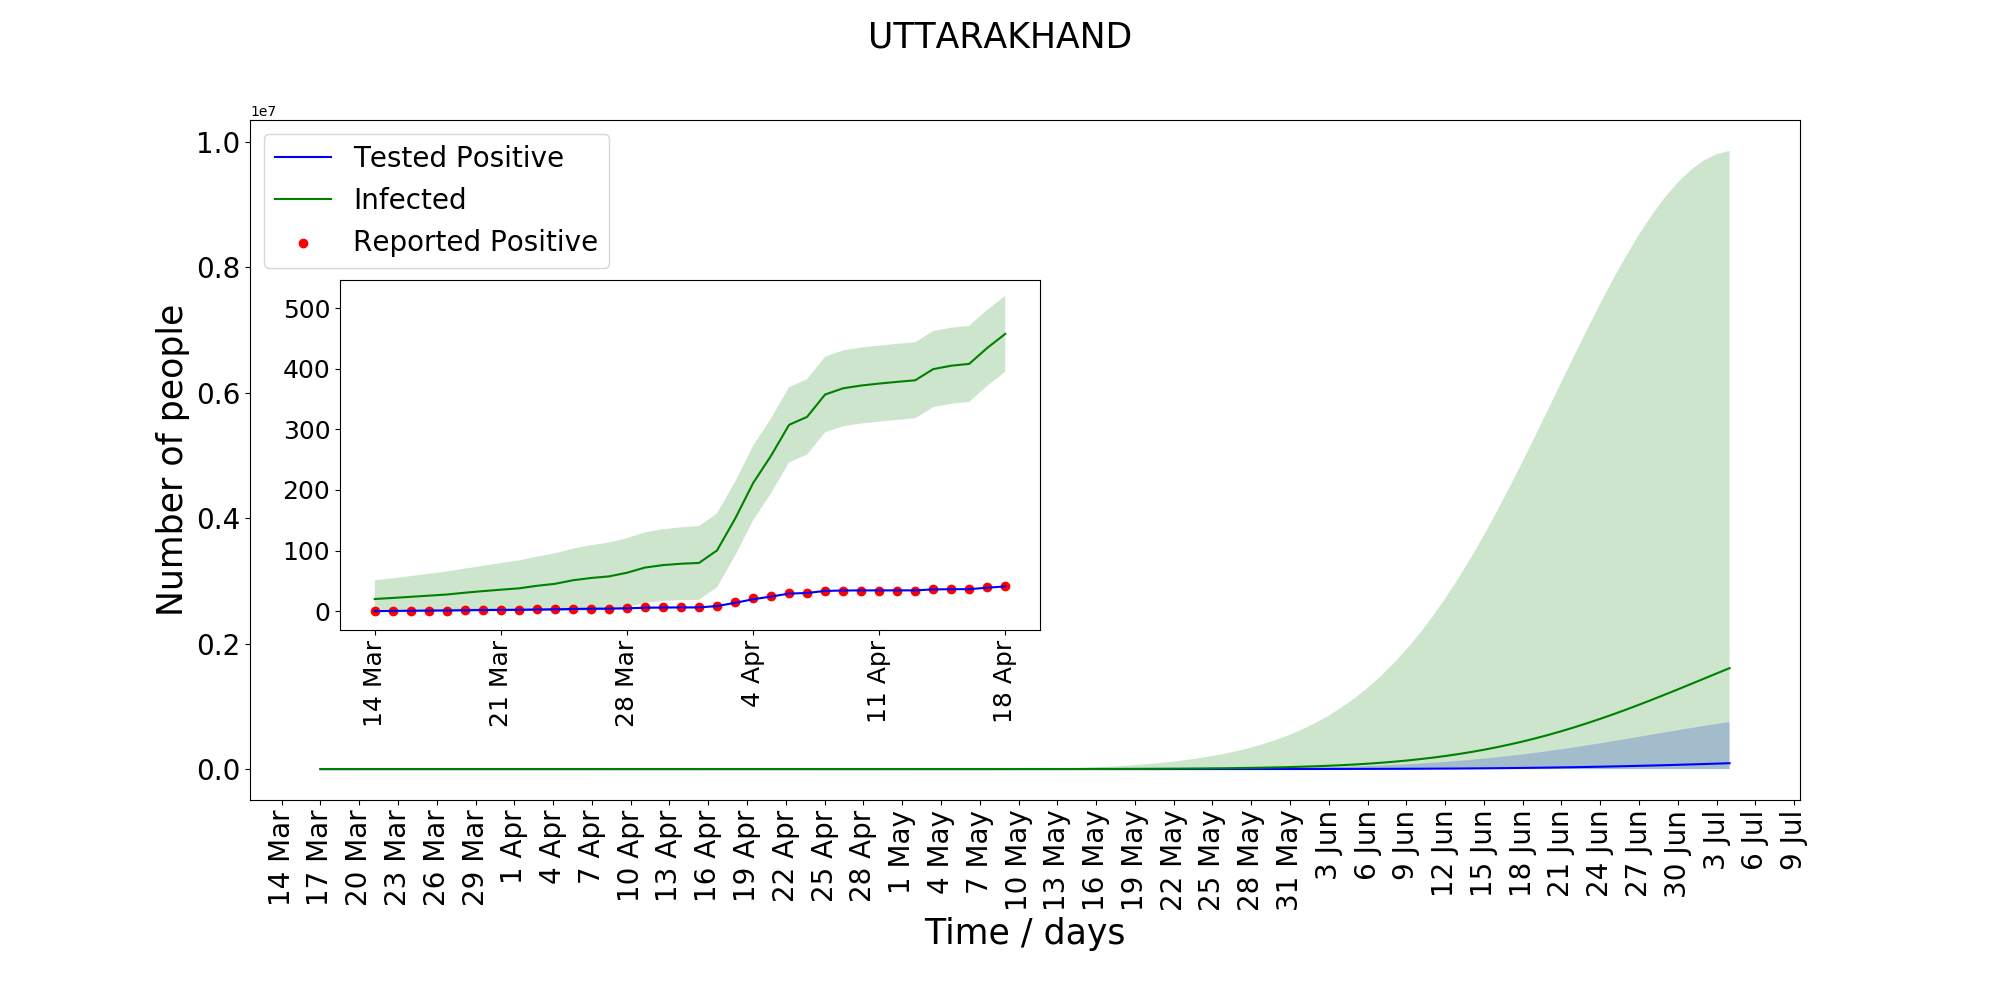 UTTARAKHAND
1e7
1.0
0.8
0.6
0.4
0.2
0.0
Number of people
Tested Positive
Infected
Reported Positive
500
400
300
200
100
0
14 Mar
21 Mar
28 Mar
4 Apr
11 Apr
18 Apr
14 Mar
17 Mar
20 Mar
23 Mar
26 Mar
29 Mar
1 Apr
4 Apr
7 Apr
10 Apr
13 Apr
16 Apr
19 Apr
22 Apr
25 Apr
28 Apr
1 May
4 May
7 May
10 May
13 May
16 May
19 May
22 May
25 May
28 May
31 May
3 Jun
6 Jun
9 Jun
12 Jun
15 Jun
18 Jun
21 Jun
24 Jun
27 Jun
30 Jun
3 Jul
6 Jul
9 Jul
Time / days